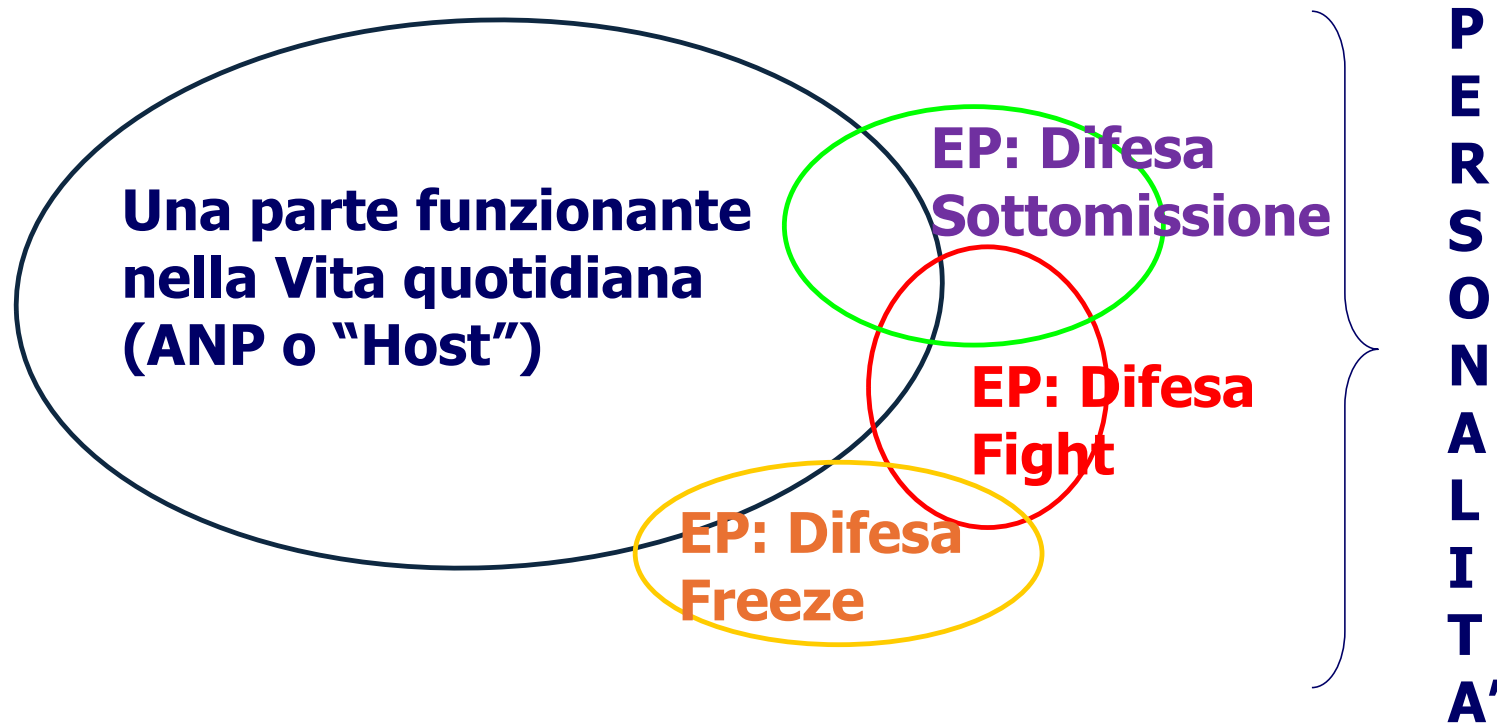 Una parte funzionante
nella Vita quotidiana
(ANP o “Host”)
EP: Difesa
Sottomissione
EP: Difesa
Fight
EP: Difesa
Freeze
P
E
R
S
O
N
A
L
I
T
A’